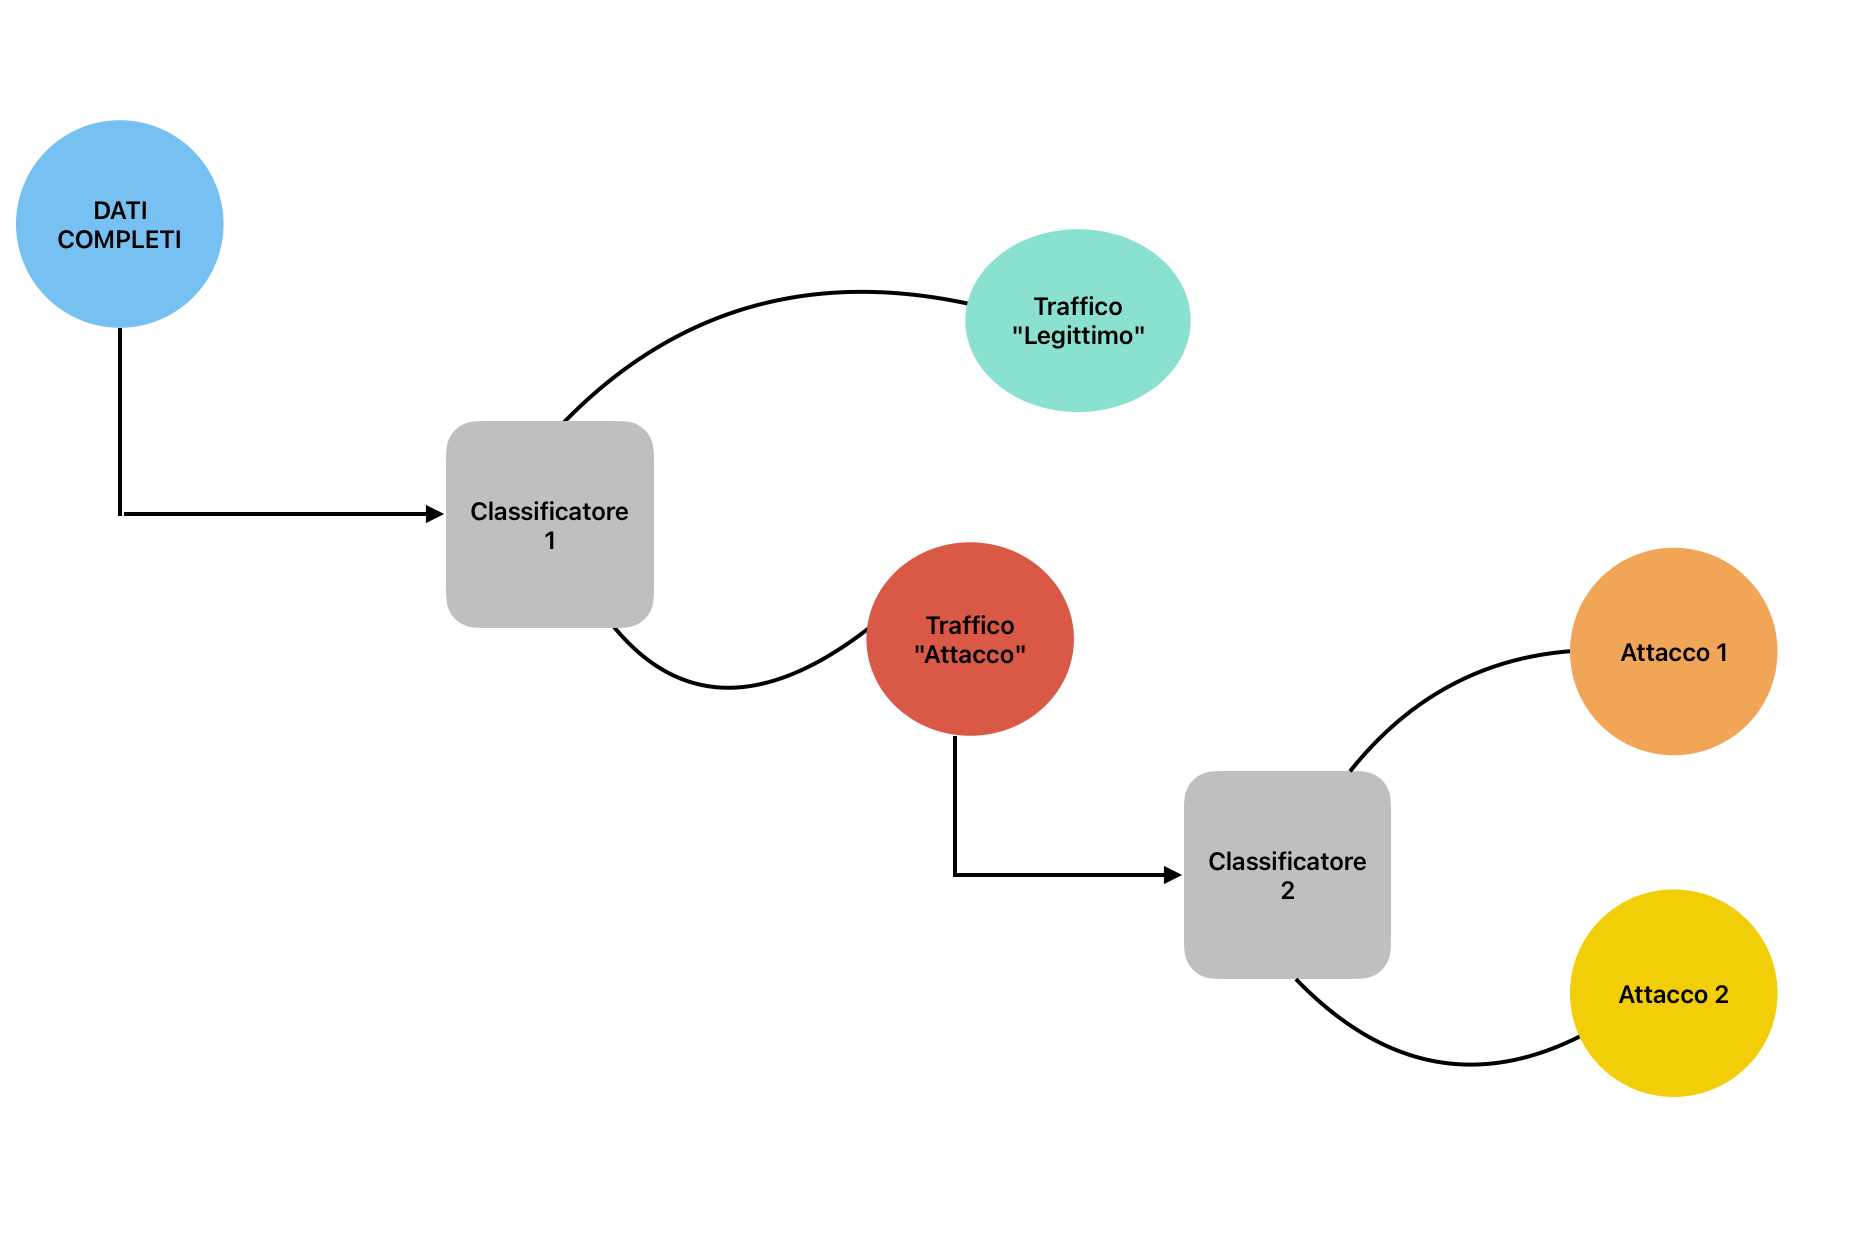 DATI
COMPLETI
Traffico
"Legittimo"
Classificatore
1
Traffico
"Attacco"
Attacco 1
Classificatore
2
Attacco 2